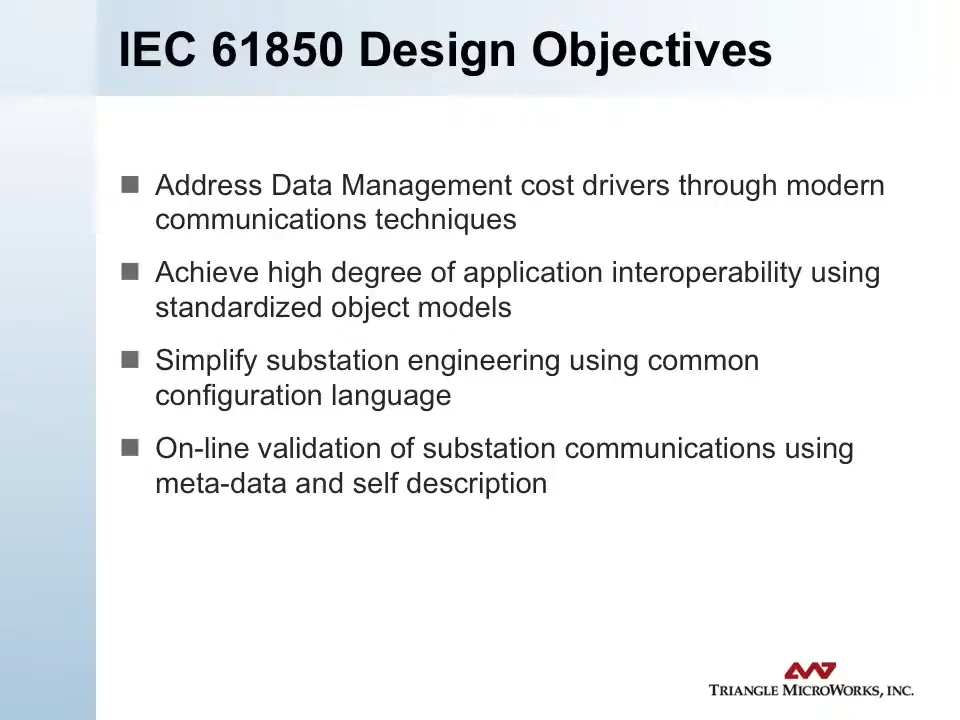 IEC 61850 Design Objectives
Address Data Management cost drivers through modern
communications techniques
Achieve high degree of application interoperability using
standardized object models
Simplify substation engineering using common
configuration language
On-line validation of substation communications using
meta-data and self description
TRIANGLE MICROWORKS, INC.